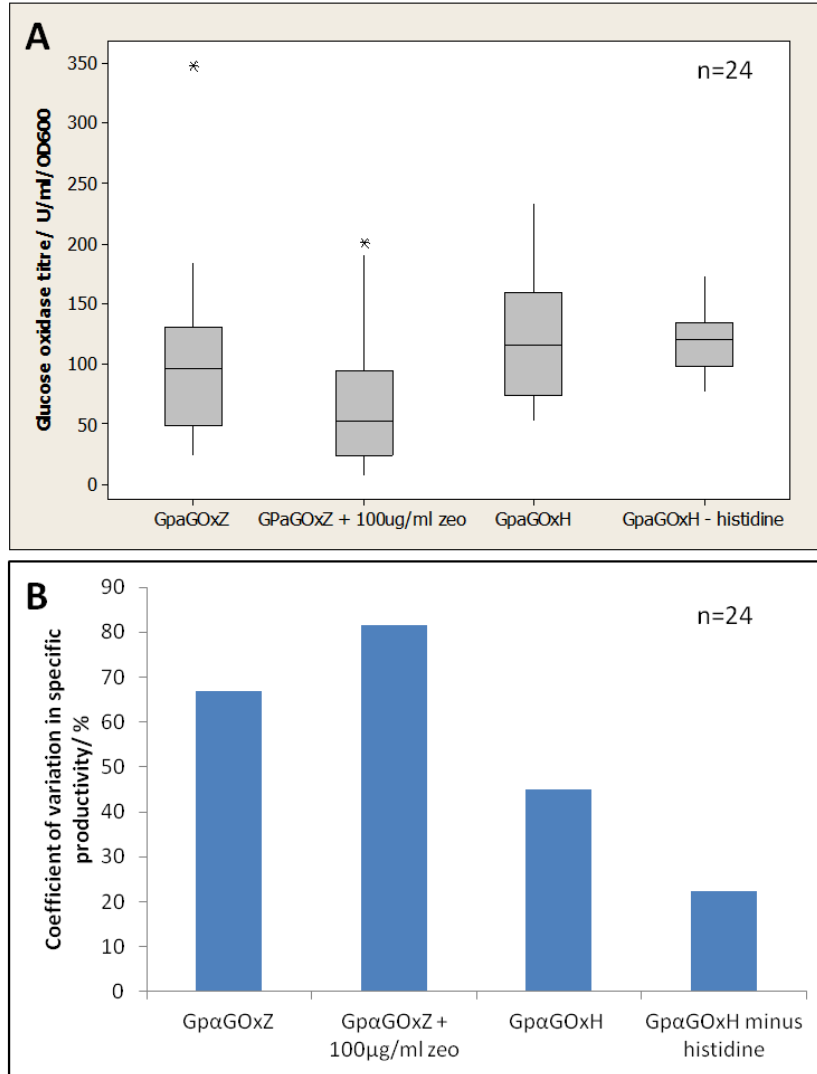 A
n=24
Glucose oxidase titre/ U/ml/OD600
350
300
250
200
150
100
50
0
GpaGOxZ
GPaGOxZ + 100ug/ml zeo
GpaGOxH
GpaGOxH - histidine
B
n=24
Coefficient of variation in specific
productivity/ %
90
80
70
60
50
40
30
20
10
0
GpαGOxZ
GpαGOxZ +
100µg/ml zeo
GpαGOxH
GpαGOxH minus
histidine